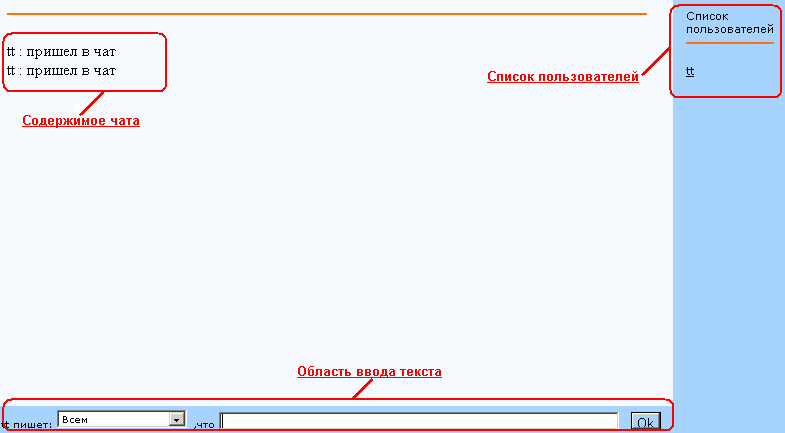 Список
пользователей
tt : пришел в чат
tt : пришел в чат
Список пользователей
tt
Содержимое чата
Область ввода текста
tt пишет: Всем ,что Ok